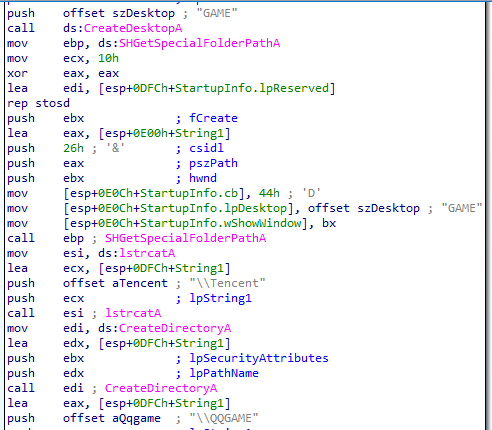 push    offset szDesktop ; "GAME"
call    ds:CreateDesktopA
mov     ebp, ds:SHGetSpecialFolderPathA
mov     ecx, 10h
xor     eax, eax
lea     edi, [esp+0DFCh+StartupInfo.lpReserved]
rep stosd
push    ebx             ; fCreate
lea     eax, [esp+0E00h+String1]
push    26h ; '&'       ; csidl
push    eax             ; pszPath
push    ebx             ; hwnd
mov     [esp+0E0Ch+StartupInfo.cb], 44h ; 'D'
mov     [esp+0E0Ch+StartupInfo.lpDesktop], offset szDesktop ; "GAME"
mov     [esp+0E0Ch+StartupInfo.wShowWindow], bx
call    ebp ; SHGetSpecialFolderPathA
mov     esi, ds:lstrcatA
lea     ecx, [esp+0DFCh+String1]
push    offset aTencent ; "\\Tencent"
push    ecx             ; lpString1
call    esi ; lstrcatA
mov     edi, ds:CreateDirectoryA
lea     edx, [esp+0DFCh+String1]
push    ebx             ; lpSecurityAttributes
push    edx             ; lpPathName
call    edi ; CreateDirectoryA
lea     eax, [esp+0DFCh+String1]
push    offset aQqgame  ; "\\QQGAME"